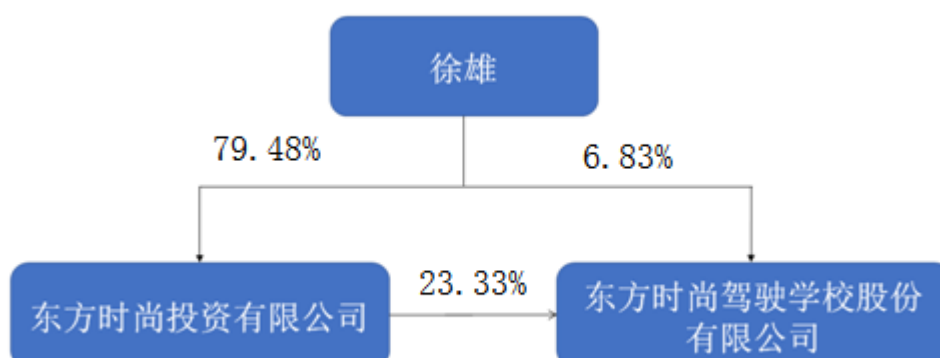 徐雄
79.48%
6.83%
东方时尚投资有限公司
23.33%
东方时尚驾驶学校股份
有限公司